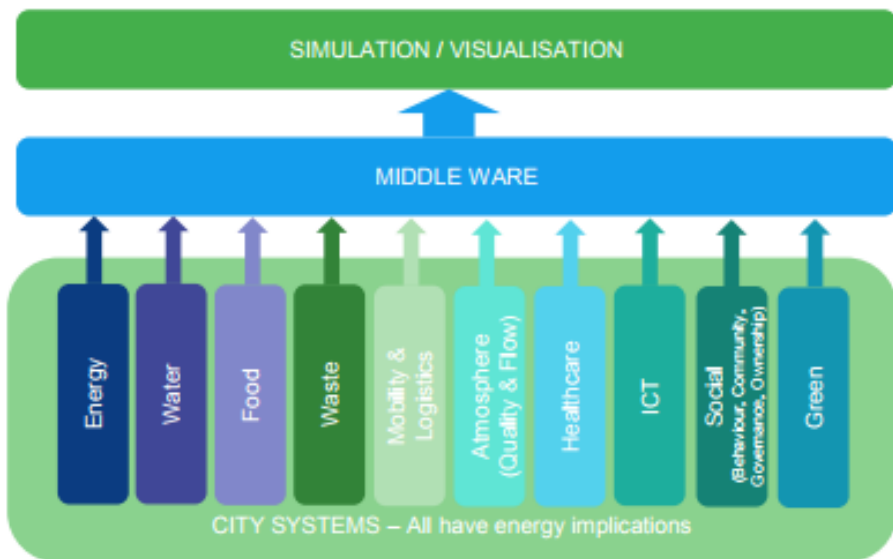 SIMULATION / VISUALISATION
MIDDLE WARE
Energy
Water
Food
Waste
Mobility &
Logistics
Atmosphere
(Quality & Flow)
Healthcare
ICT
Social
(Behaviour, Community,
Governance, Ownership)
Green
CITY SYSTEMS – All have energy implications